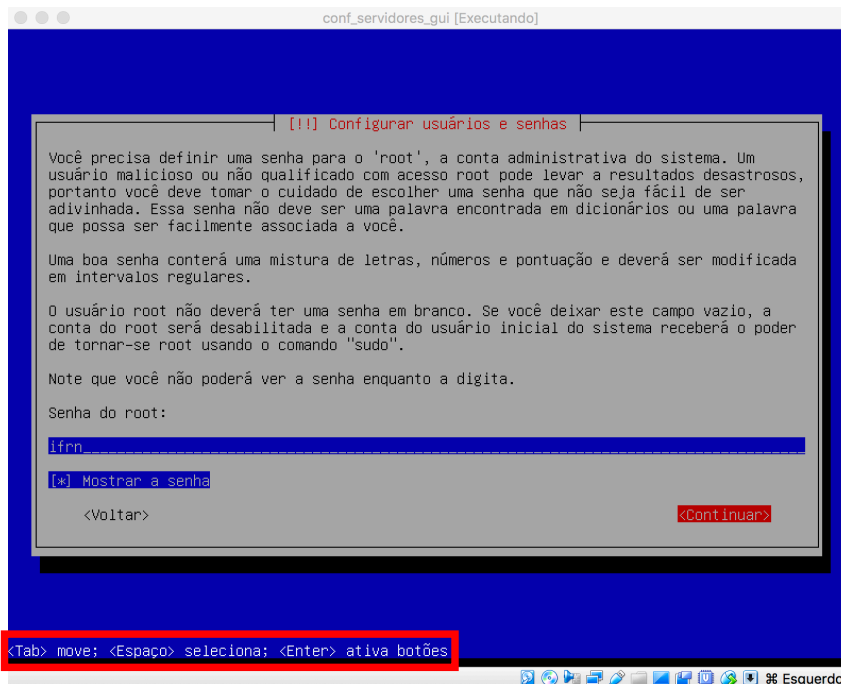 conf_servidores_gui [Executando]
[!!] Configurar usuários e senhas
Você precisa definir uma senha para o 'root', a conta administrativa do sistema. Um
usuário malicioso ou não qualificado com acesso root pode levar a resultados desastrosos,
portanto você deve tomar o cuidado de escolher uma senha que não seja fácil de ser
adivinhada. Essa senha não deve ser uma palavra encontrada em dicionários ou uma palavra
que possa ser facilmente associada a você.
Uma boa senha conterá uma mistura de letras, números e pontuação e deverá ser modificada
em intervalos regulares.
O usuário root não deverá ter uma senha em branco. Se você deixar este campo vazio, a
conta do root será desabilitada e a conta do usuário inicial do sistema receberá o poder
de tornar-se root usando o comando "sudo".
Note que você não poderá ver a senha enquanto a digita.
Senha do root:
ifrn
[*] Mostrar a senha
<Voltar> <Continuar>
<Tab> move; <Espaço> seleciona; <Enter> ativa botões
⌘ Esquerdo